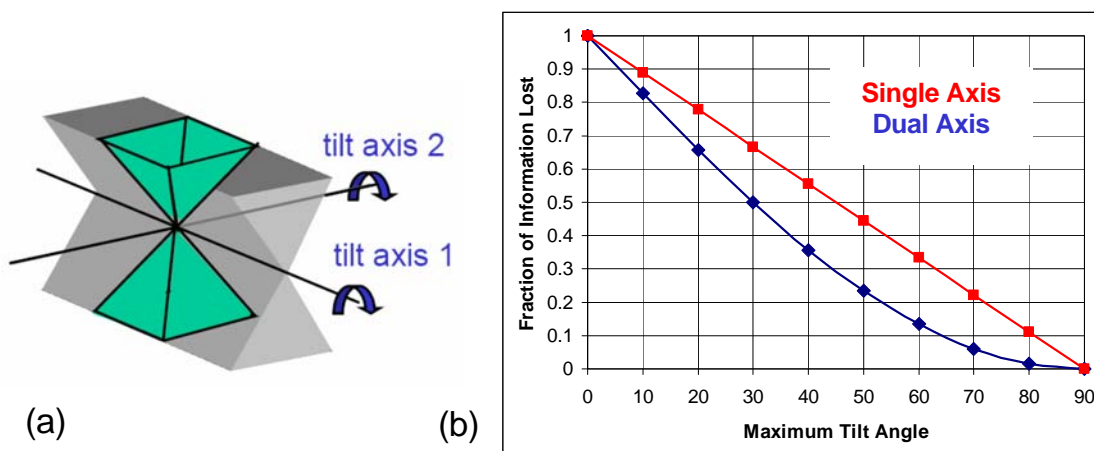 tilt axis 2
tilt axis 1
(a)
(b)
Fraction of Information Lost
1
0.9
0.8
0.7
0.6
0.5
0.4
0.3
0.2
0.1
0
Single Axis
Dual Axis
0 10 20 30 40 50 60 70 80 90
Maximum Tilt Angle